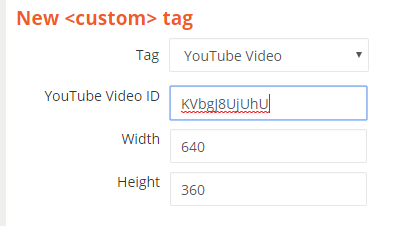 New <custom> tag
Tag YouTube Video
YouTube Video ID KVbgJ8UjUhU
Width 640
Height 360